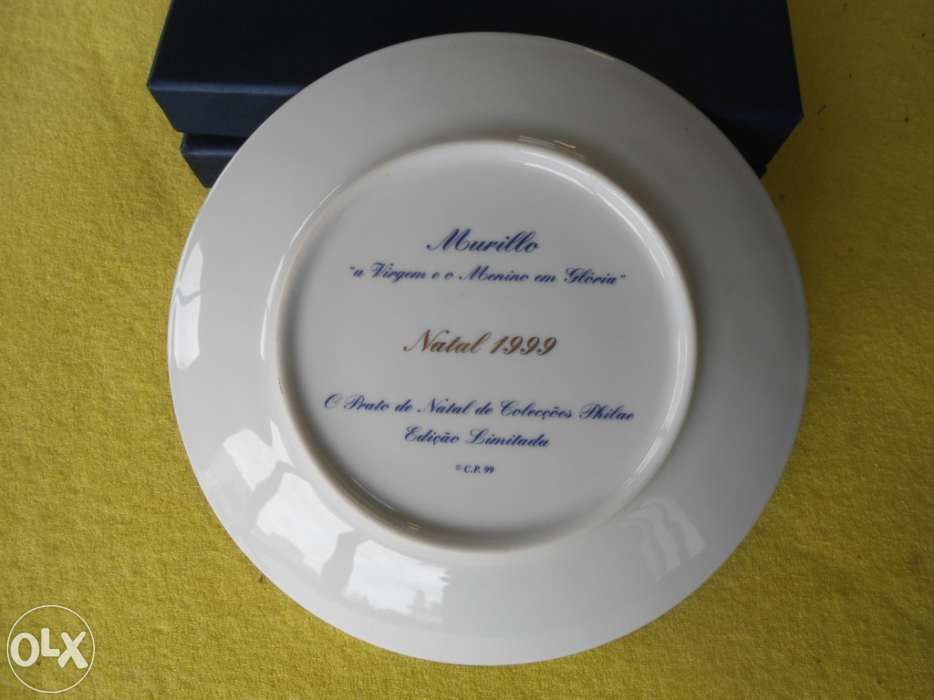 Murillo
"a Virgem e o Menino em Glória"
Natal 1999
O Prato de Natal de Colecções Philae
Edição Limitada
© C.P. 99
OLX